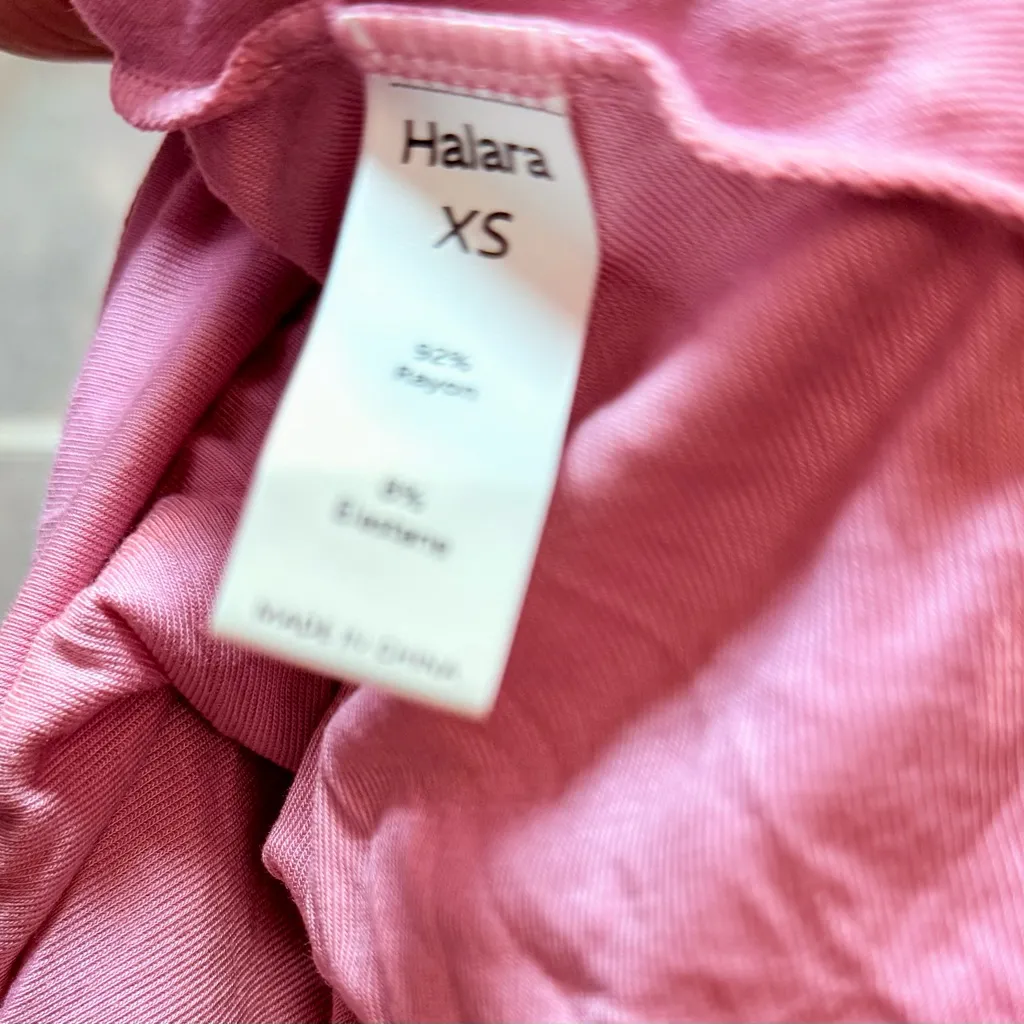 Halara
XS
92%
Rayon
8%
Elastane
MADE IN CHINA